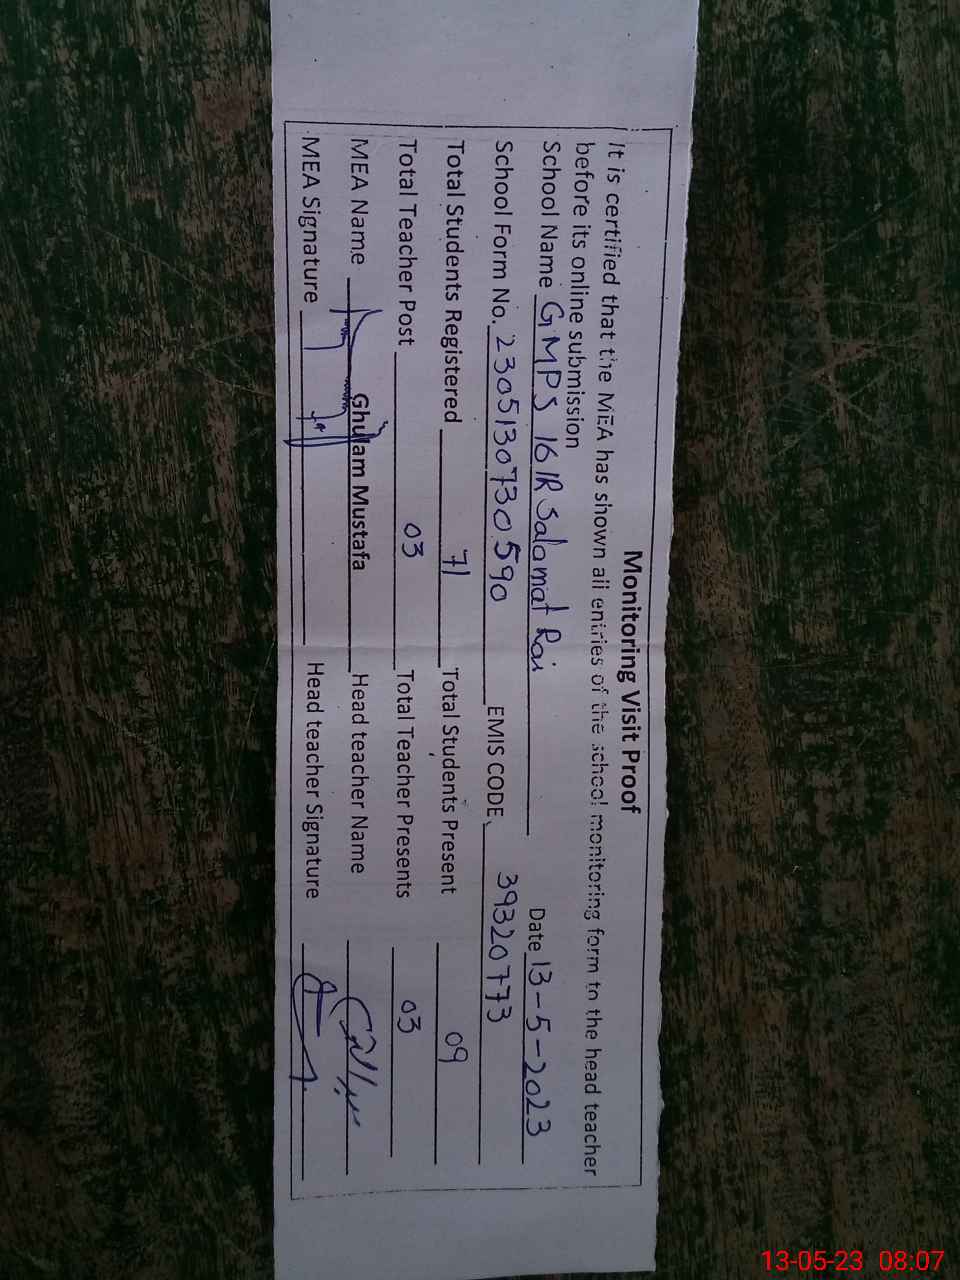 Monitoring Visit Proof
It is certified that the MEA has shown all entries of the school monitoring form to the head teacher
before its online submission
School Name GMPS 16 1R Salamat Rai Date 13-5-2023
School Form No. 2305130730590 EMIS CODE 39320773
Total Students Registered 71 Total Students Present 09
Total Teacher Post 03 Total Teacher Presents 03
MEA Name Ghulam Mustafa Head teacher Name
MEA Signature Head teacher Signature
13-05-23 08:07